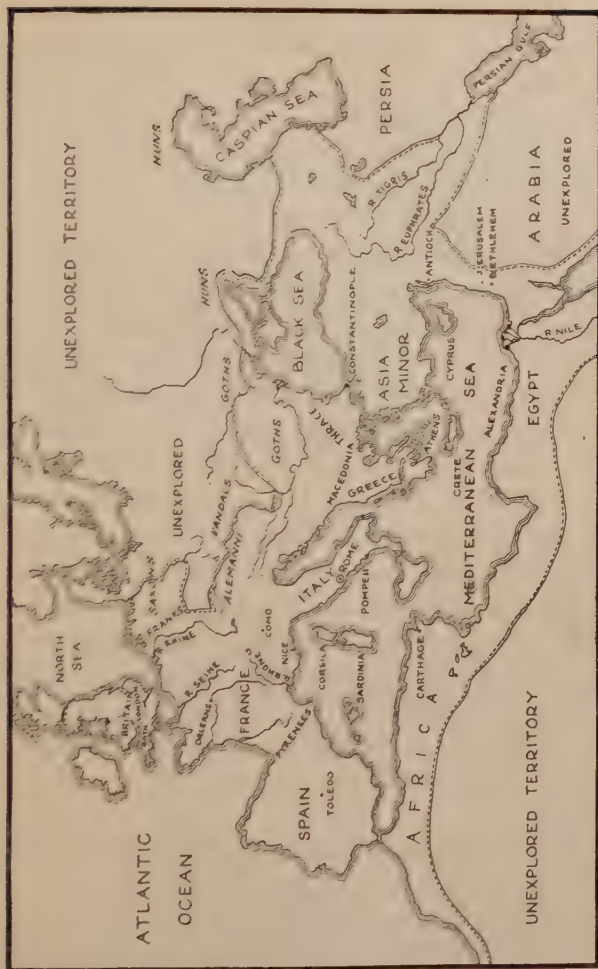 ATLANTIC
OCEAN
NORTH
SEA
UNEXPLORED TERRITORY
UNEXPLORED
BRITAIN
LONDON
BATH
SAXONS
FRANKS
R. RHINE
R. SEINE
ORLEANS
FRANCE
R. RHONE
NICE
COMO
ALEMANNI
VANDALS
GOTHS
GOTHS
HUNS
HUNS
CASPIAN SEA
BLACK SEA
CONSTANTINOPLE
THRACE
MACEDONIA
GREECE
ATHENS
ASIA
MINOR
PERSIA
R. TIGRIS
R. EUPHRATES
PERSIAN GULF
PYRENEES
SPAIN
TOLEDO
CORSICA
SARDINIA
ITALY
ROME
POMPEII
CRETE
CYPRUS
ANTIOCH
JERUSALEM
BETHLEHEM
MEDITERRANEAN
SEA
CARTHAGE
AFRICA
ALEXANDRIA
EGYPT
R. NILE
ARABIA
UNEXPLORED
UNEXPLORED TERRITORY